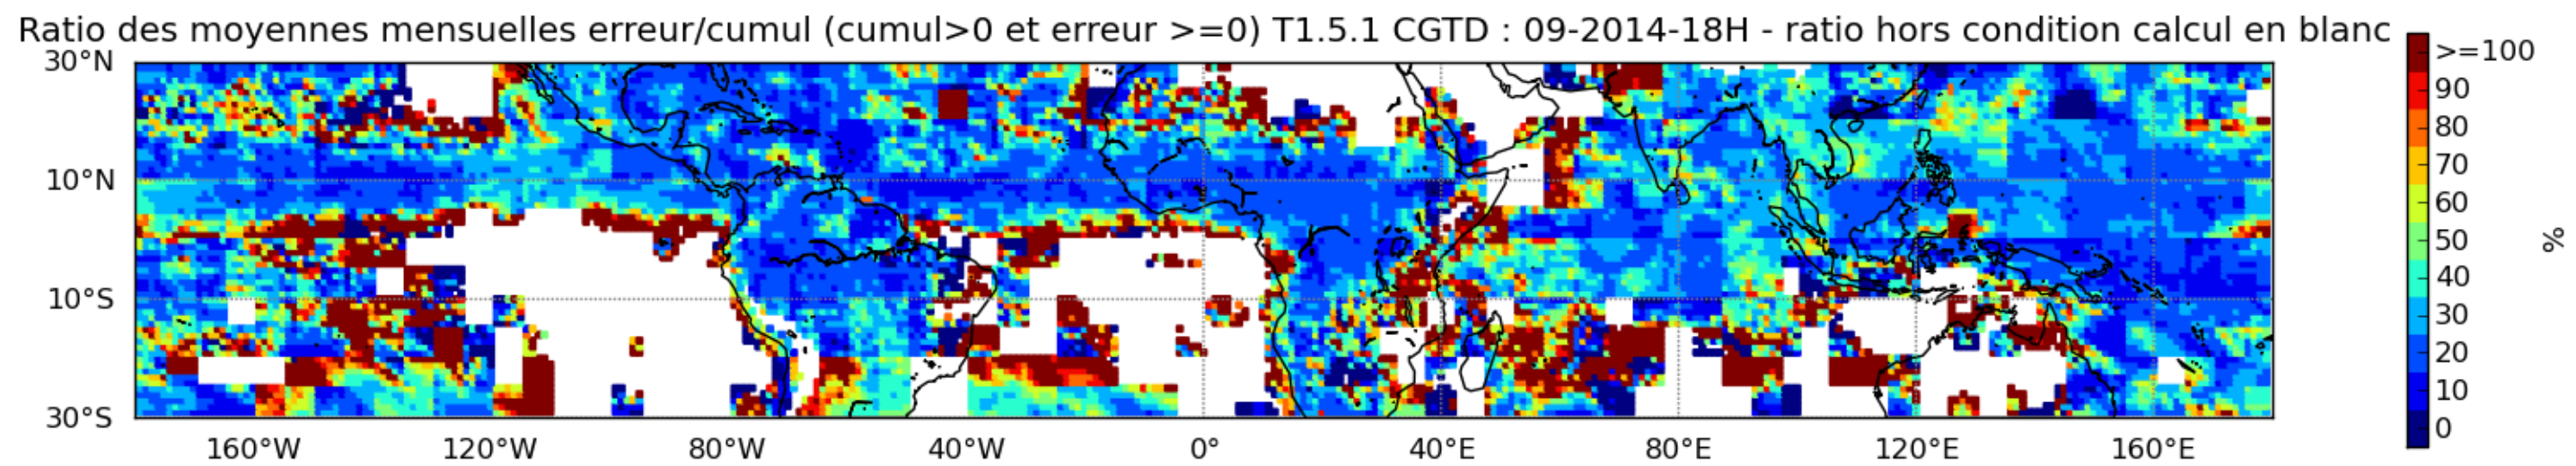 Ratio des moyennes mensuelles erreur/cumul (cumul>0 et erreur >=0) T1.5.1 CGTD : 09-2014-18H - ratio hors condition calcul en blanc
30°N
10°N
10°S
30°S
160°W 120°W 80°W 40°W 0° 40°E 80°E 120°E 160°E
>=100
90
80
70
60
50
40
30
20
10
0
%